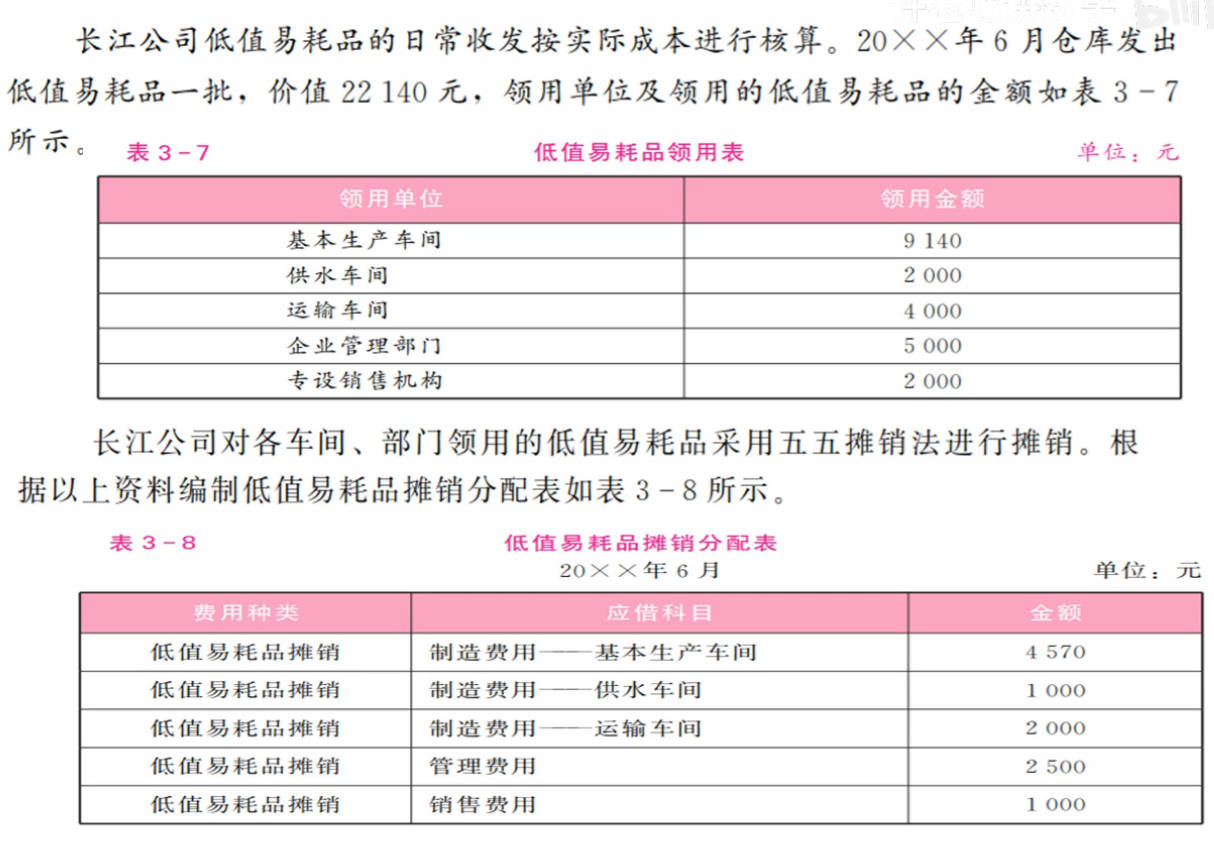 长江公司低值易耗品的日常收发按实际成本进行核算。20××年6月仓库发出
低值易耗品一批，价值22 140元，领用单位及领用的低值易耗品的金额如表3-7
所示。
表3-7 低值易耗品领用表 单位：元
领用单位 领用金额
基本生产车间 9 140
供水车间 2 000
运输车间 4 000
企业管理部门 5 000
专设销售机构 2 000
长江公司对各车间、部门领用的低值易耗品采用五五摊销法进行摊销。根
据以上资料编制低值易耗品摊销分配表如表3-8所示。
表3-8 低值易耗品摊销分配表
20××年6月 单位：元
费用种类 应借科目 金额
低值易耗品摊销 制造费用——基本生产车间 4 570
低值易耗品摊销 制造费用——供水车间 1 000
低值易耗品摊销 制造费用——运输车间 2 000
低值易耗品摊销 管理费用 2 500
低值易耗品摊销 销售费用 1 000